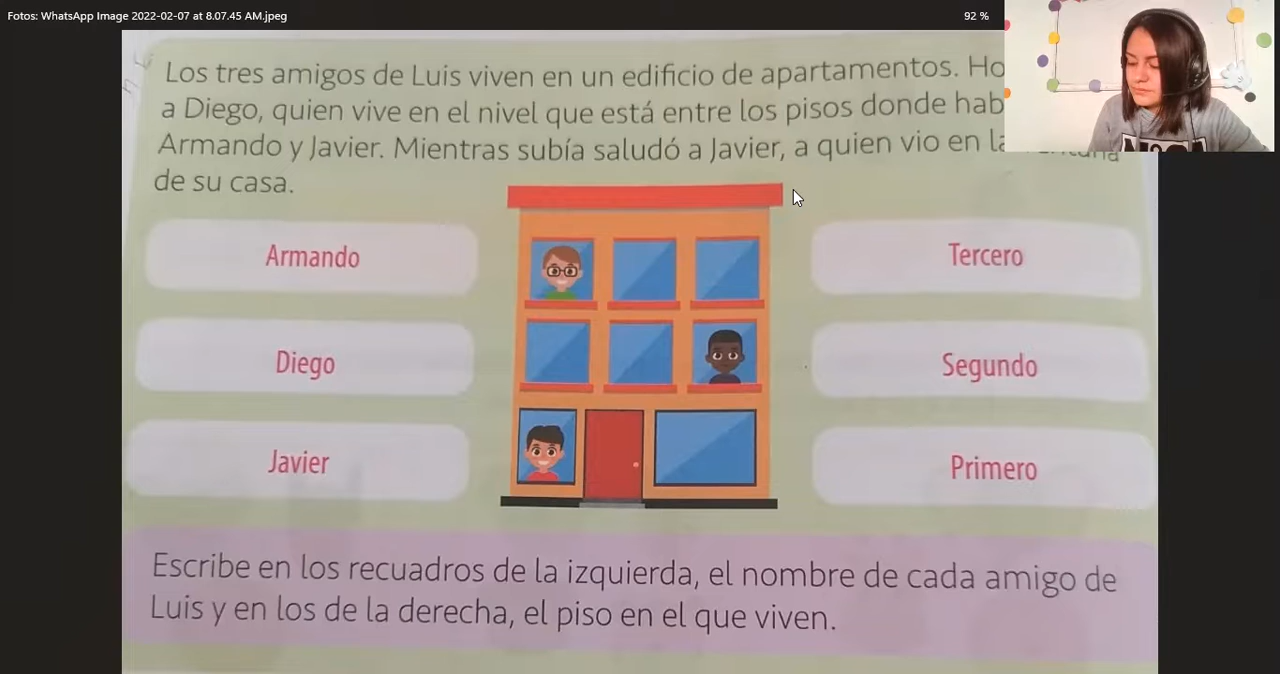 Fotos: WhatsApp Image 2022-02-07 at 8.07.45 AM.jpeg
92 %
Los tres amigos de Luis viven en un edificio de apartamentos.
a Diego, quien vive en el nivel que está entre los pisos donde
Armando y Javier. Mientras subía saludó a Javier, a quien vio en
de su casa.
Armando
Tercero
Diego
Segundo
Javier
Primero
Escribe en los recuadros de la izquierda, el nombre de cada amigo de
Luis y en los de la derecha, el piso en el que viven.